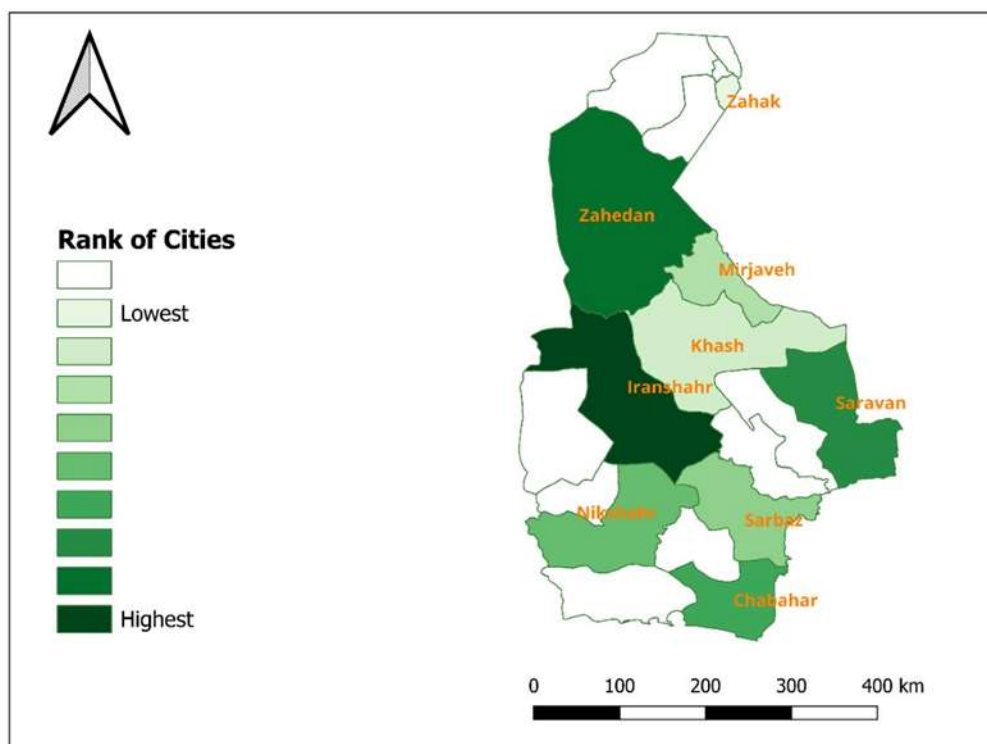 Zahak
Zahedan
Rank of Cities
Mirjaveh
Lowest
Khash
Iranshahr
Saravan
Nikshahr
Sarbaz
Chabahar
Highest
0 100 200 300 400 km